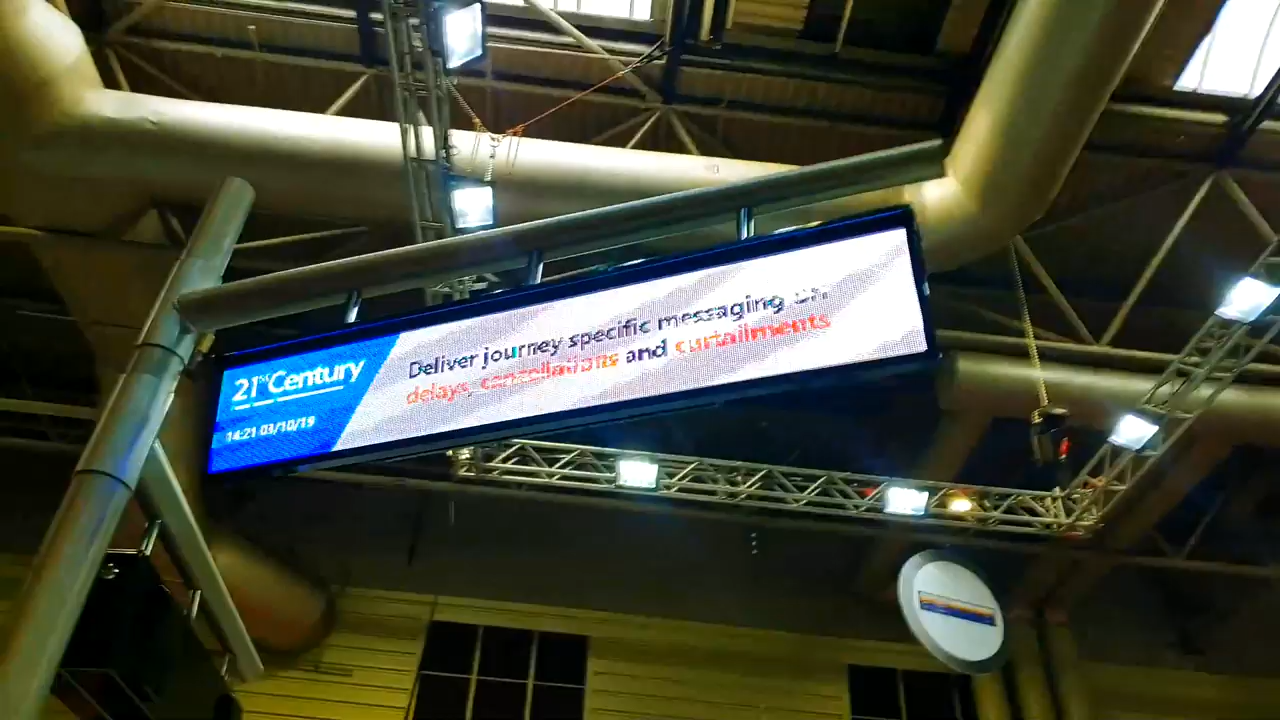 21st Century
14:21 03/10/19
Deliver journey specific messaging on:
delays, cancellations and curtailments